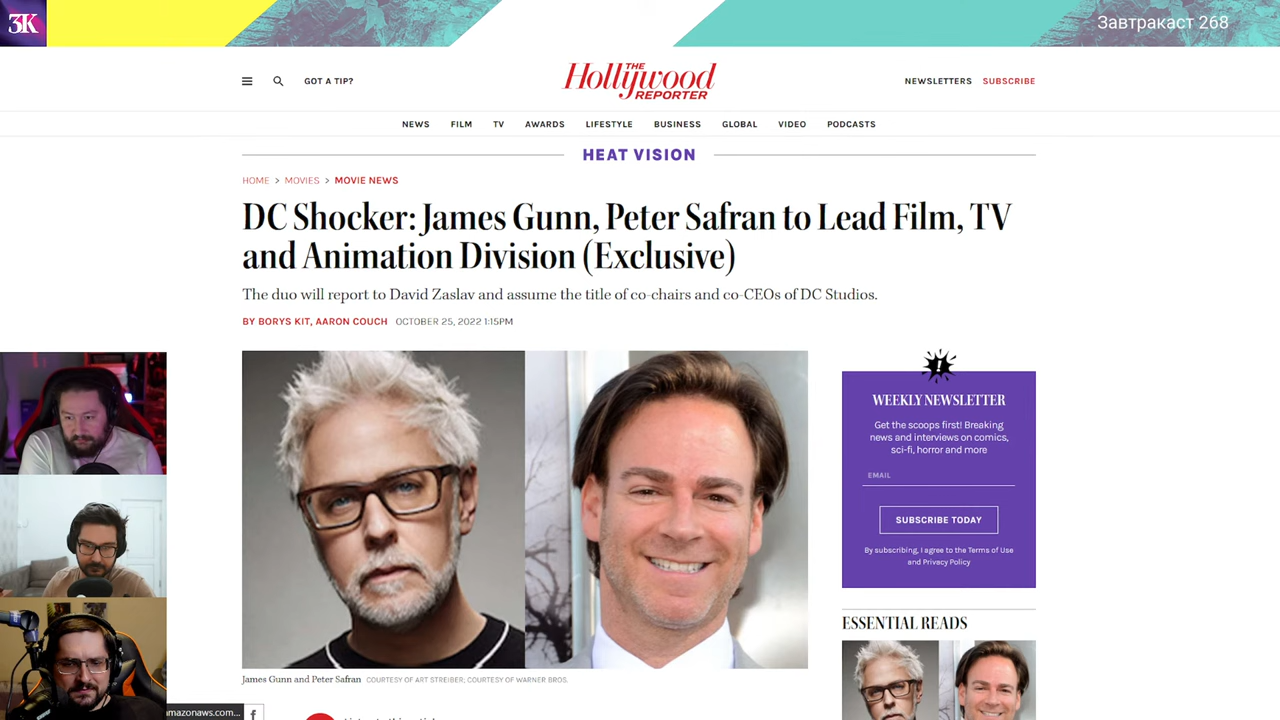 3K
Завтракаст 268
GOT A TIP?
THE
Hollywood
REPORTER
NEWSLETTERS SUBSCRIBE
NEWS FILM TV AWARDS LIFESTYLE BUSINESS GLOBAL VIDEO PODCASTS
HEAT VISION
HOME > MOVIES > MOVIE NEWS
DC Shocker: James Gunn, Peter Safran to Lead Film, TV
and Animation Division (Exclusive)
The duo will report to David Zaslav and assume the title of co-chairs and co-CEOs of DC Studios.
BY BORYS KIT, AARON COUCH OCTOBER 25, 2022 1:15PM
James Gunn and Peter Safran COURTESY OF ART STREIBER; COURTESY OF WARNER BROS.
WEEKLY NEWSLETTER
Get the scoops first! Breaking
news and interviews on comics,
sci-fi, horror and more
EMAIL
SUBSCRIBE TODAY
By subscribing, I agree to the Terms of Use
and Privacy Policy
ESSENTIAL READS
amazonaws.com...
f